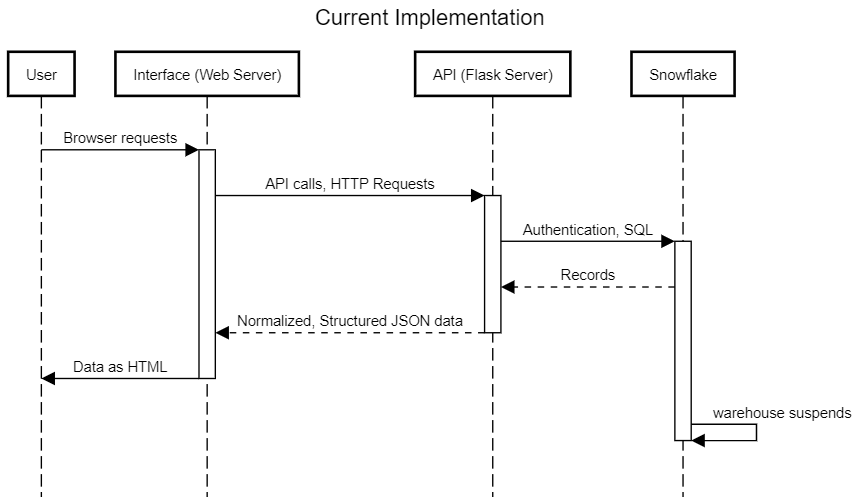 Current Implementation
User
Interface (Web Server)
API (Flask Server)
Snowflake
Browser requests
API calls, HTTP Requests
Authentication, SQL
Records
Normalized, Structured JSON data
Data as HTML
warehouse suspends